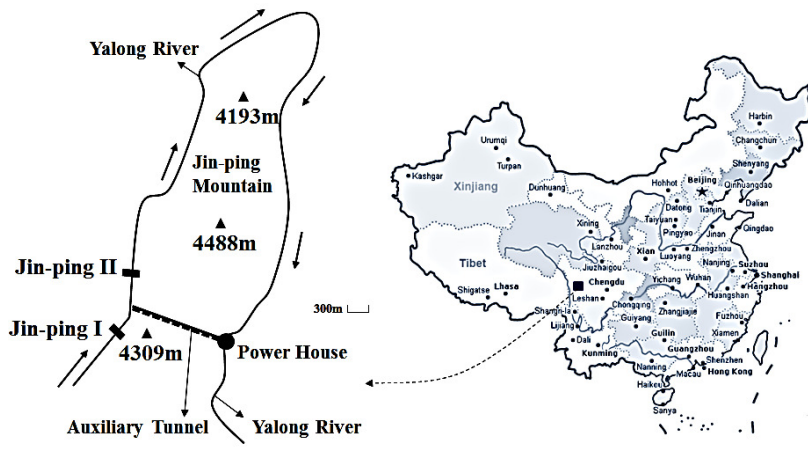 Yalong River
4193m
Jin-ping
Mountain
4488m
Jin-ping II
300m
Jin-ping I
4309m
Power House
Auxiliary Tunnel
Yalong River
Harbin
Changchun
Urumqi
Turpan
Shenyang
Kashgar
Xinjiang
Dunhuang
Hohhot
Beijing
Qinhuangdao
Datong
Tianjin
Dalian
Xining
Taiyuan
Pingyao
Jinan
Qingdao
Lanzhou
Xian
Luoyang
Zhengzhou
Jiuzhaigou
Tibet
Nanjing
Suzhou
Shanghai
Shigatse
Lhasa
Chengdu
Yichang
Wuhan
Hangzhou
Leshan
Chongqing
Huangshan
Shangri-la
Zhangjiajie
Lijiang
Guiyang
Fuzhou
Dali
Guilin
Xiamen
Kunming
Guangzhou
Nanning
Shenzhen
Macau
Hong Kong
Haikou
Sanya